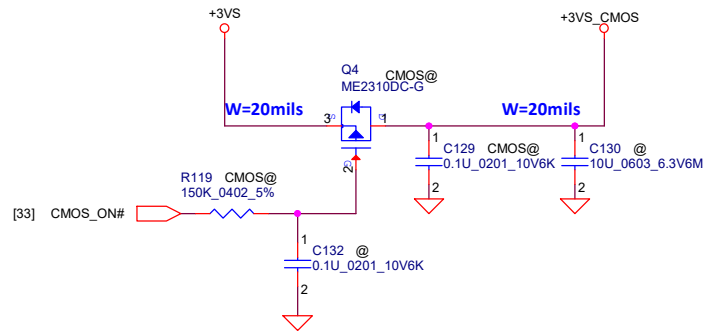 +3VS
+3VS_CMOS
Q4
CMOS@
ME2310DC-G
W=20mils
3
1
W=20mils
2
1
C129
CMOS@
0.1U_0201_10V6K
2
1
C130
@
10U_0603_6.3V6M
2
R119
CMOS@
150K_0402_5%
[33]
CMOS_ON#
1
C132
@
0.1U_0201_10V6K
2